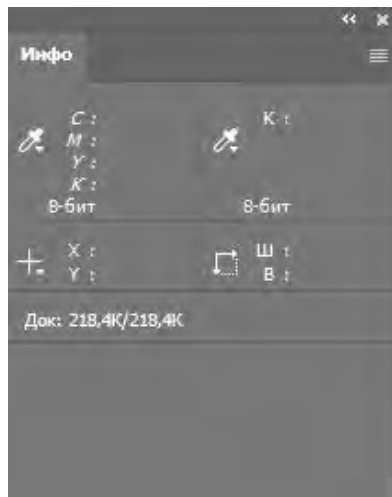 Инфо
C :
M :
Y :
K :
8-бит
K :
8-бит
X :
Y :
Ш :
В :
Док: 218,4K/218,4K